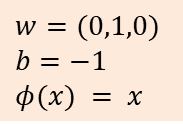 w = (0,1,0)
b = −1
ϕ(x) = x